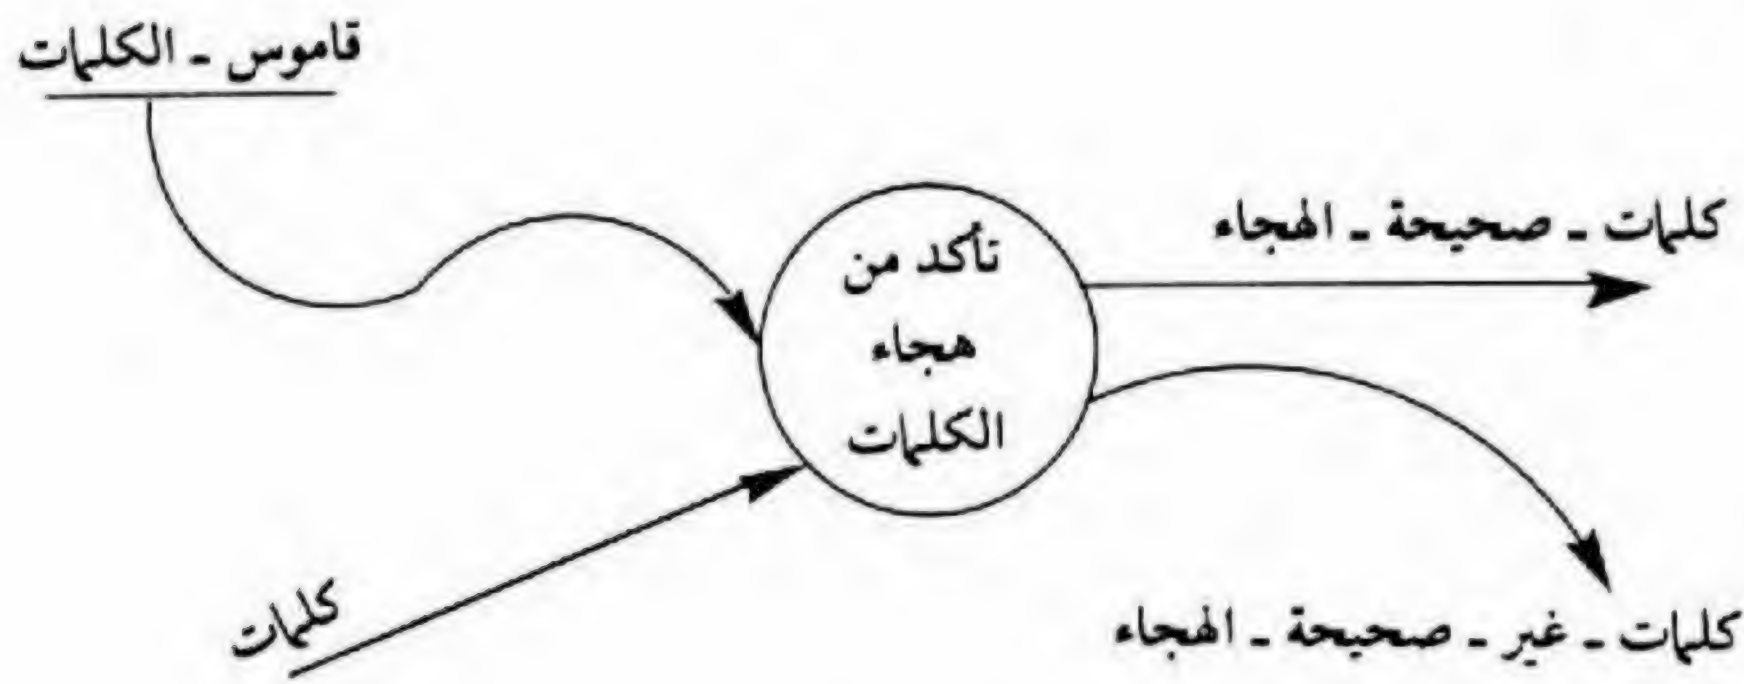 قاموس ـ الكلمات
كلمات ـ صحيحة ـ الهجاء
تأكد من
هجاء
الكلمات
كلمات
كلمات ـ غير ـ صحيحة ـ الهجاء